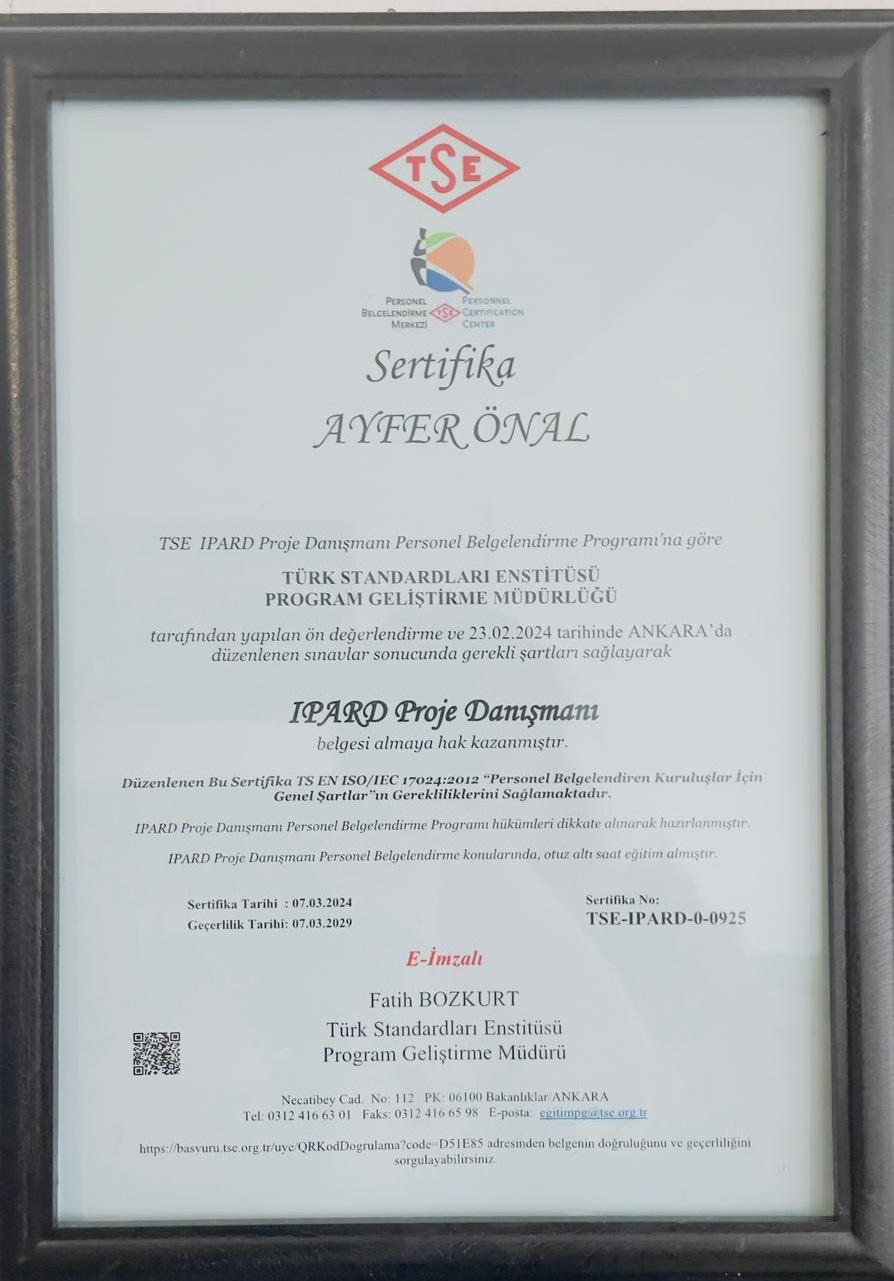 TSE
PERSONEL BELGELENDİRME MERKEZİ
TSE
PERSONNEL CERTIFICATION CENTER
Sertifika
AYFER ÖNAL
TSE IPARD Proje Danışmanı Personel Belgelendirme Programı'na göre
TÜRK STANDARDLARI ENSTİTÜSÜ
PROGRAM GELİŞTİRME MÜDÜRLÜĞÜ
tarafından yapılan ön değerlendirme ve 23.02.2024 tarihinde ANKARA'da
düzenlenen sınavlar sonucunda gerekli şartları sağlayarak
IPARD Proje Danışmanı
belgesi almaya hak kazanmıştır.
Düzenlenen Bu Sertifika TS EN ISO/IEC 17024:2012 "Personel Belgelendiren Kuruluşlar İçin
Genel Şartlar"ın Gerekliliklerini Sağlamaktadır.
IPARD Proje Danışmanı Personel Belgelendirme Programı hükümleri dikkate alınarak hazırlanmıştır.
IPARD Proje Danışmanı Personel Belgelendirme konularında, otuz altı saat eğitim almıştır.
Sertifika Tarihi : 07.03.2024
Geçerlilik Tarihi: 07.03.2029
Sertifika No:
TSE-IPARD-0-0925
E-İmzalı
Fatih BOZKURT
Türk Standardları Enstitüsü
Program Geliştirme Müdürü
Necatibey Cad. No: 112 PK: 06100 Bakanlıklar/ANKARA
Tel: 0312 416 63 01 Faks: 0312 416 65 98 E-posta: egitimpg@tse.org.tr
https://basvuru.tse.org.tr/uye/QRKodDogrulama?code=D51E85 adresinden belgenin doğruluğunu ve geçerliliğini
sorgulayabilirsiniz.